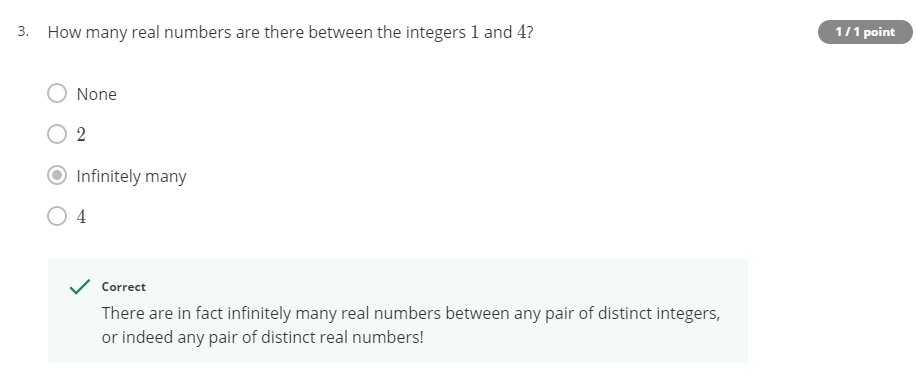 3. How many real numbers are there between the integers 1 and 4?
1 / 1 point
None
2
Infinitely many
4
Correct
There are in fact infinitely many real numbers between any pair of distinct integers,
or indeed any pair of distinct real numbers!